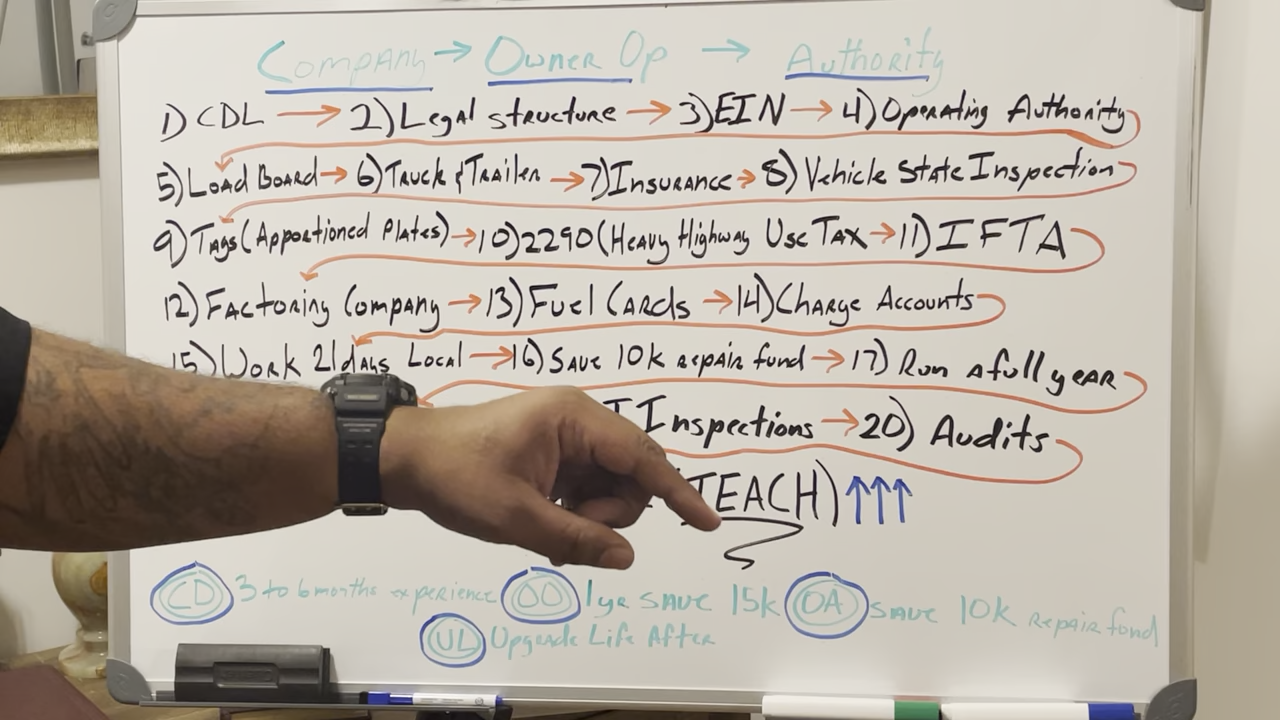 Company → Owner Op → Authority
1) CDL → 2) Legal structure → 3) EIN → 4) Operating Authority
5) Load Board → 6) Truck & Trailer → 7) Insurance → 8) Vehicle State Inspection
9) Tags (Apportioned Plates) → 10) 2290 (Heavy Highway Use Tax → 11) IFTA
12) Factoring Company → 13) Fuel Cards → 14) Charge Accounts
15) Work 21 days Local → 16) Save 10k repair fund → 17) Run a full year
Inspections → 20) Audits
TEACH) ↑↑↑
CD 3 to 6 months experience OO 1yr save 15k OA save 10k repair fund
UL Upgrade Life After